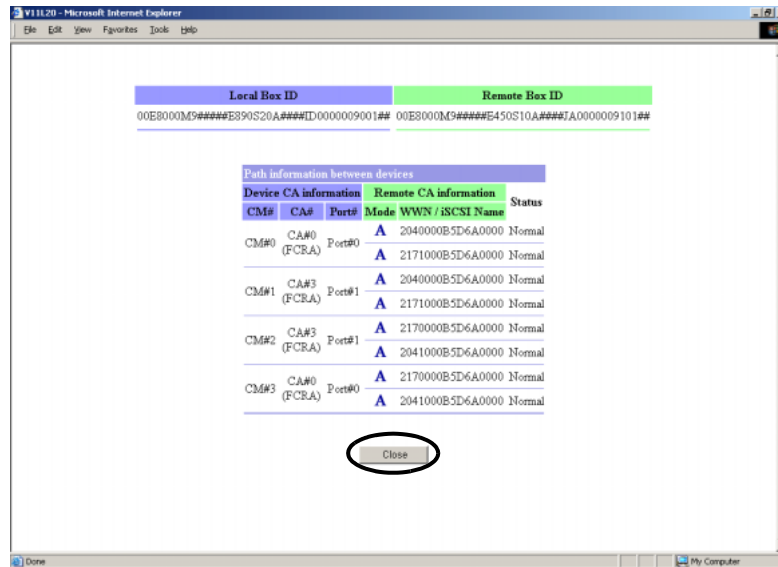 V11L20 - Microsoft Internet Explorer
File Edit View Favorites Tools Help
Local Box ID Remote Box ID
00E8000M9#####E890S20A####ID0000009001## 00E8000M9#####E450S10A####JA0000009101##
Path information between devices
Device CA information Remote CA information Status
CM# CA# Port# Mode WWN / iSCSI Name
CM#0 CA#0 (FCRA) Port#0 A 2040000B5D6A0000 Normal
A 2171000B5D6A0000 Normal
CM#1 CA#3 (FCRA) Port#1 A 2040000B5D6A0000 Normal
A 2171000B5D6A0000 Normal
CM#2 CA#3 (FCRA) Port#1 A 2170000B5D6A0000 Normal
A 2041000B5D6A0000 Normal
CM#3 CA#0 (FCRA) Port#0 A 2170000B5D6A0000 Normal
A 2041000B5D6A0000 Normal
Close
Done My Computer